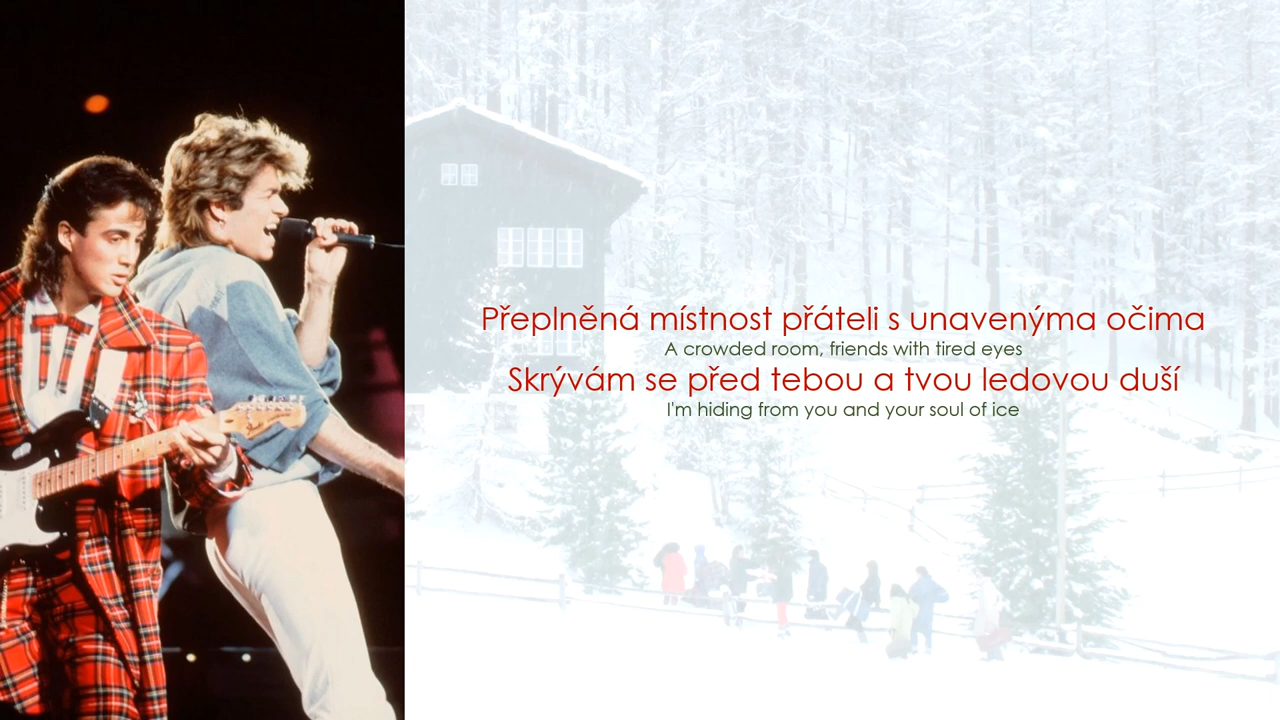 Přeplněná místnost přáteli s unavenýma očima
A crowded room, friends with tired eyes
Skrývám se před tebou a tvou ledovou duší
I'm hiding from you and your soul of ice